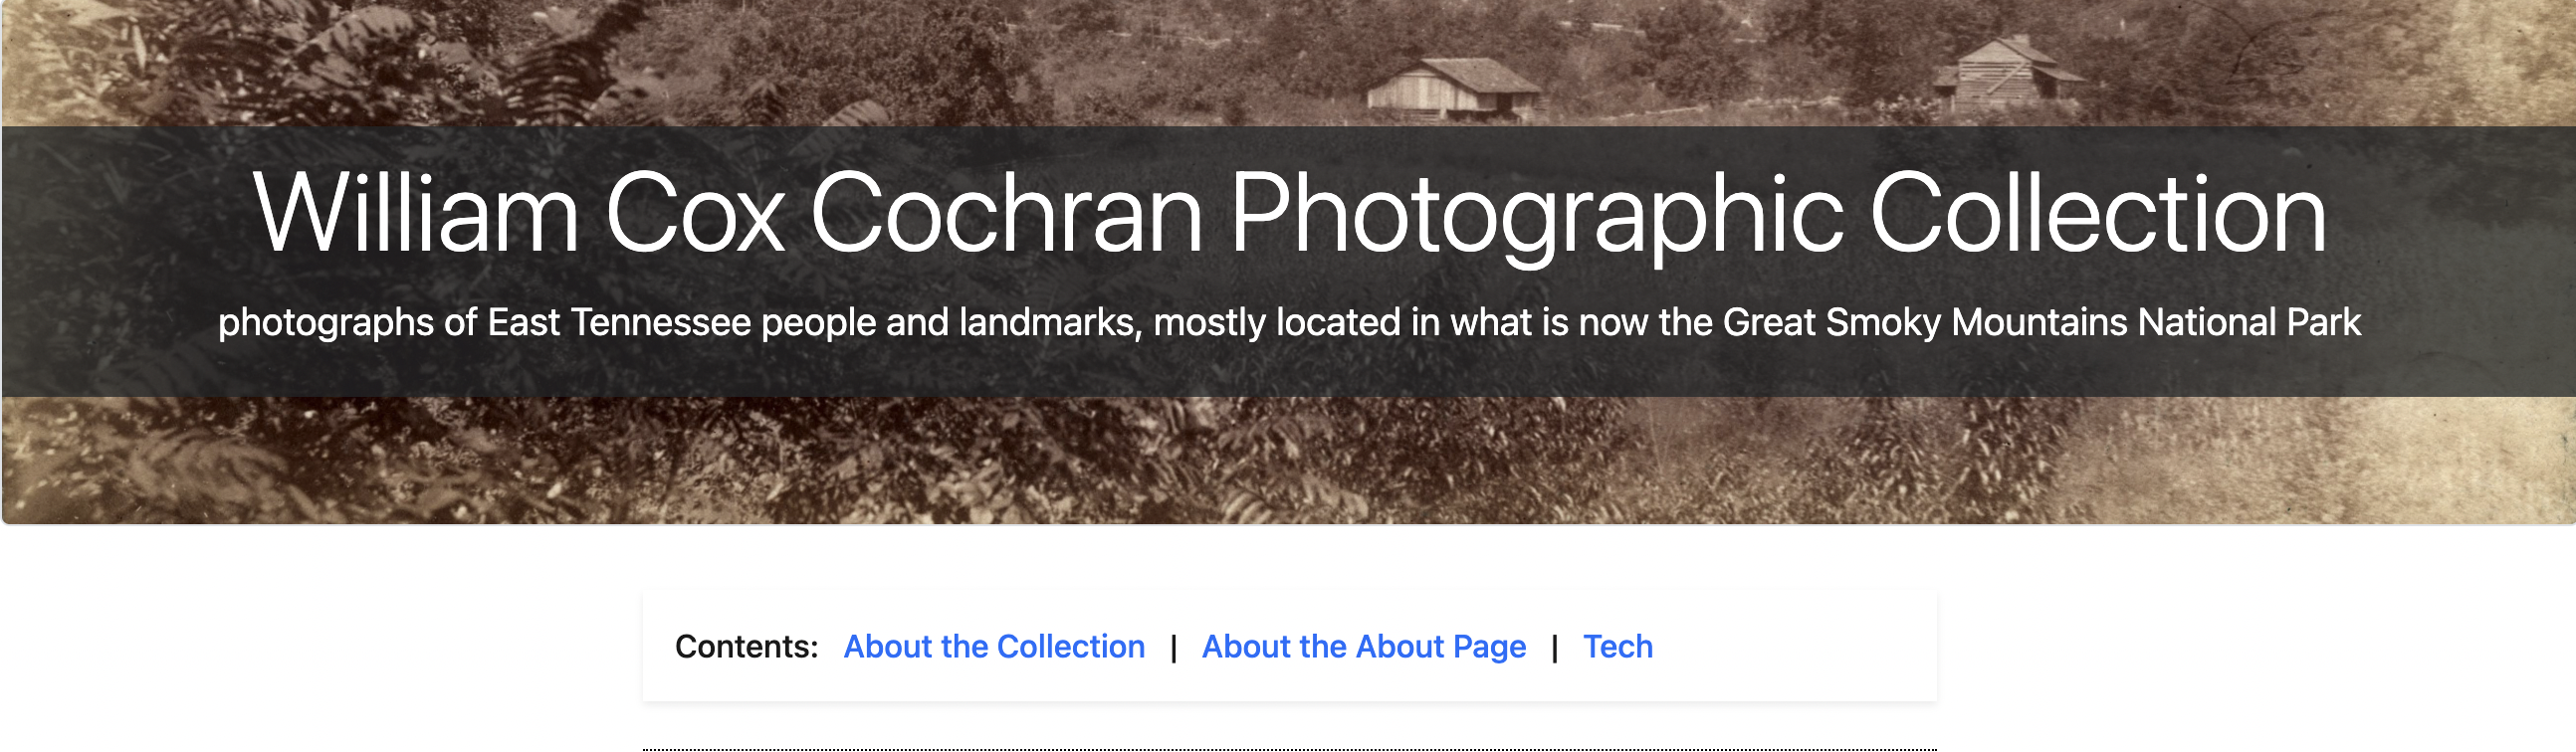 William Cox Cochran Photographic Collection
photographs of East Tennessee people and landmarks, mostly located in what is now the Great Smoky Mountains National Park
Contents: About the Collection | About the About Page | Tech